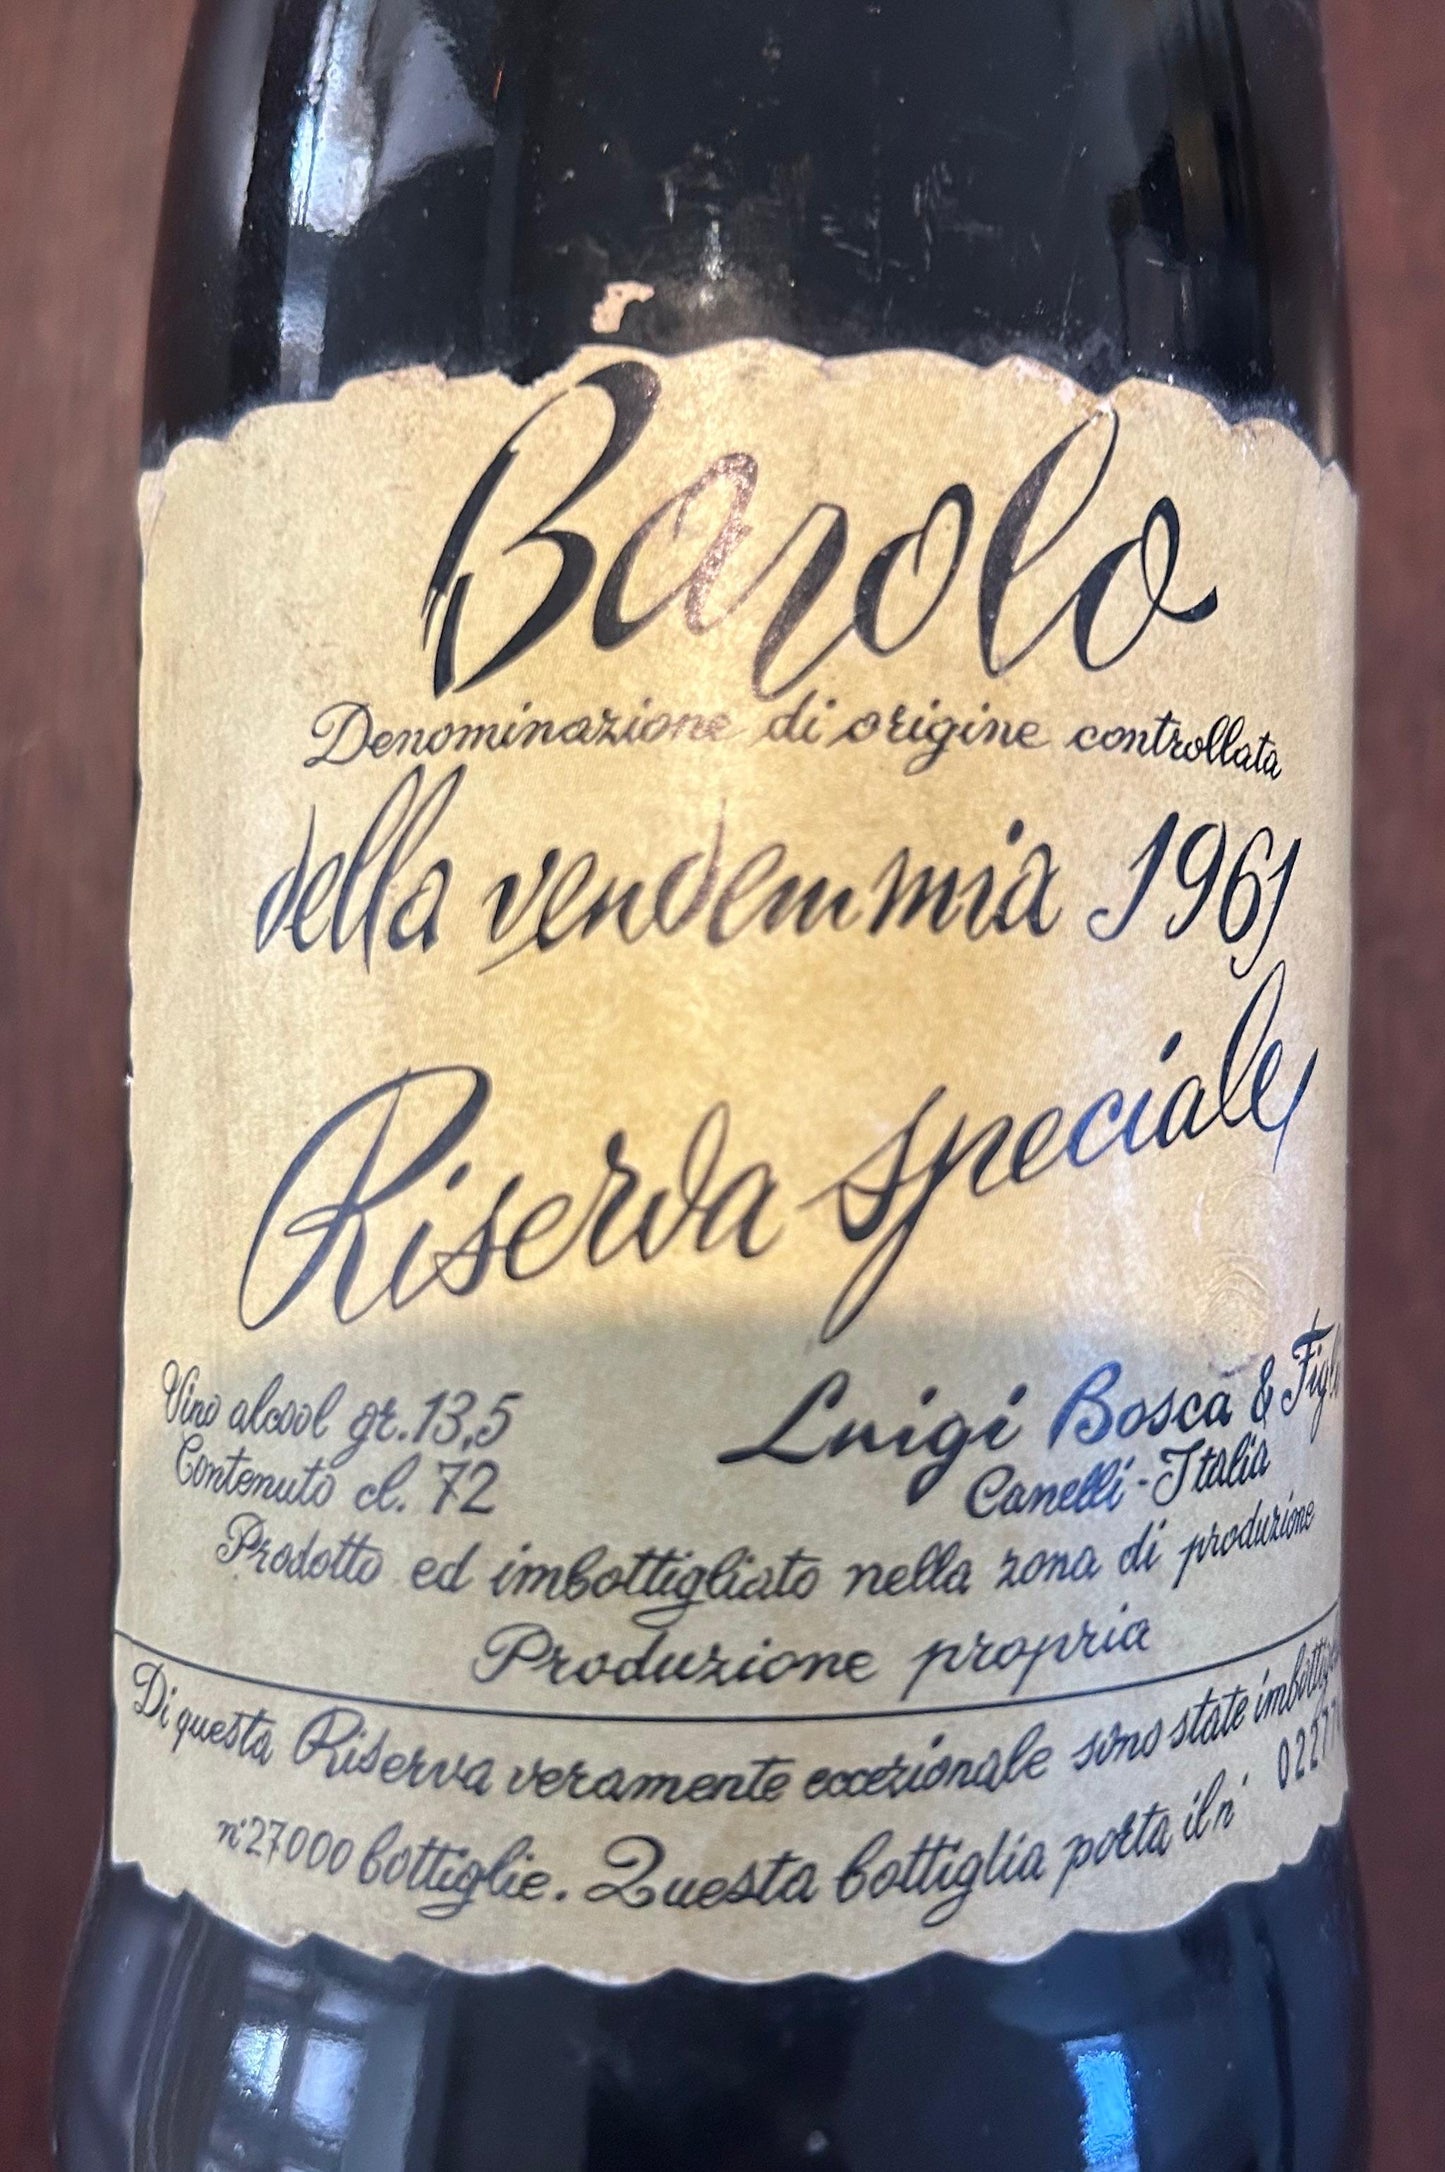 Barolo
Denominazione di origine controllata
della vendemmia 1961
Riserva speciale
Vino alcool gr. 13,5
Contenuto cl. 72
Luigi Bosca &
Canelli - Italia
Prodotto ed imbottigliato nella zona di produzione
Produzione propria
Di questa Riserva veramente eccezionale sono state
n° 27000 bottiglie. Questa bottiglia porta il n°